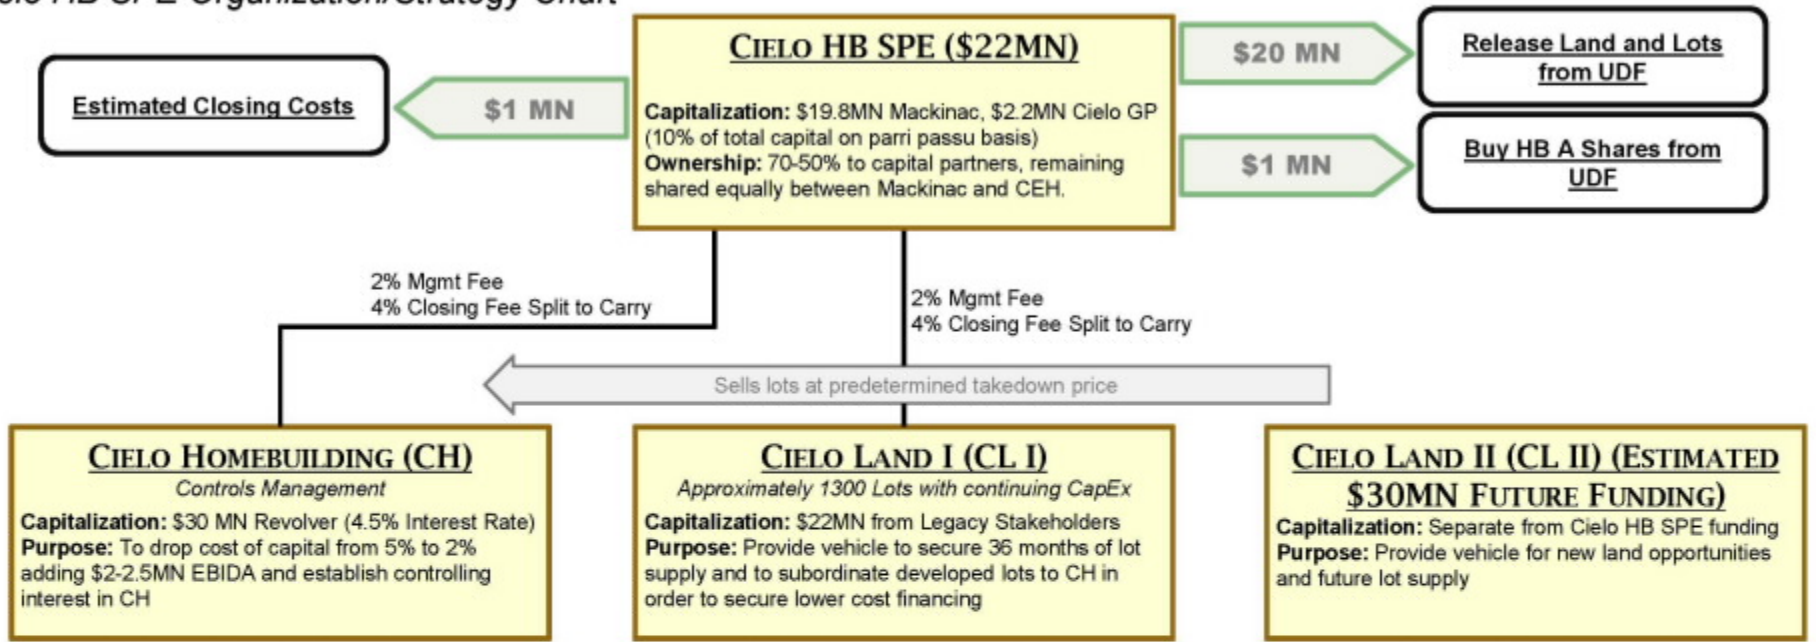 HB SPE Organization/Strategy Chart
CIELO HB SPE ($22MN)
Capitalization: $19.8MN Mackinac, $2.2MN Cielo GP
(10% of total capital on parri passu basis)
Ownership: 70-50% to capital partners, remaining
shared equally between Mackinac and CEH.
Estimated Closing Costs
$1 MN
$20 MN
Release Land and Lots
from UDF
$1 MN
Buy HB A Shares from
UDF
2% Mgmt Fee
4% Closing Fee Split to Carry
2% Mgmt Fee
4% Closing Fee Split to Carry
Sells lots at predetermined takedown price
CIELO HOMEBUILDING (CH)
Controls Management
Capitalization: $30 MN Revolver (4.5% Interest Rate)
Purpose: To drop cost of capital from 5% to 2%
adding $2-2.5MN EBIDA and establish controlling
interest in CH
CIELO LAND I (CL I)
Approximately 1300 Lots with continuing CapEx
Capitalization: $22MN from Legacy Stakeholders
Purpose: Provide vehicle to secure 36 months of lot
supply and to subordinate developed lots to CH in
order to secure lower cost financing
CIELO LAND II (CL II) (ESTIMATED
$30MN FUTURE FUNDING)
Capitalization: Separate from Cielo HB SPE funding
Purpose: Provide vehicle for new land opportunities
and future lot supply